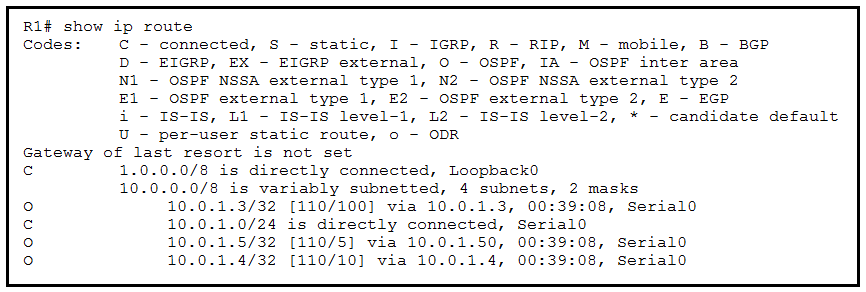 R1# show ip route
Codes: C - connected, S - static, I - IGRP, R - RIP, M - mobile, B - BGP
D - EIGRP, EX - EIGRP external, O - OSPF, IA - OSPF inter area
N1 - OSPF NSSA external type 1, N2 - OSPF NSSA external type 2
E1 - OSPF external type 1, E2 - OSPF external type 2, E - EGP
i - IS-IS, L1 - IS-IS level-1, L2 - IS-IS level-2, * - candidate default
U - per-user static route, o - ODR
Gateway of last resort is not set
C 1.0.0.0/8 is directly connected, Loopback0
10.0.0.0/8 is variably subnetted, 4 subnets, 2 masks
O 10.0.1.3/32 [110/100] via 10.0.1.3, 00:39:08, Serial0
C 10.0.1.0/24 is directly connected, Serial0
O 10.0.1.5/32 [110/5] via 10.0.1.50, 00:39:08, Serial0
O 10.0.1.4/32 [110/10] via 10.0.1.4, 00:39:08, Serial0